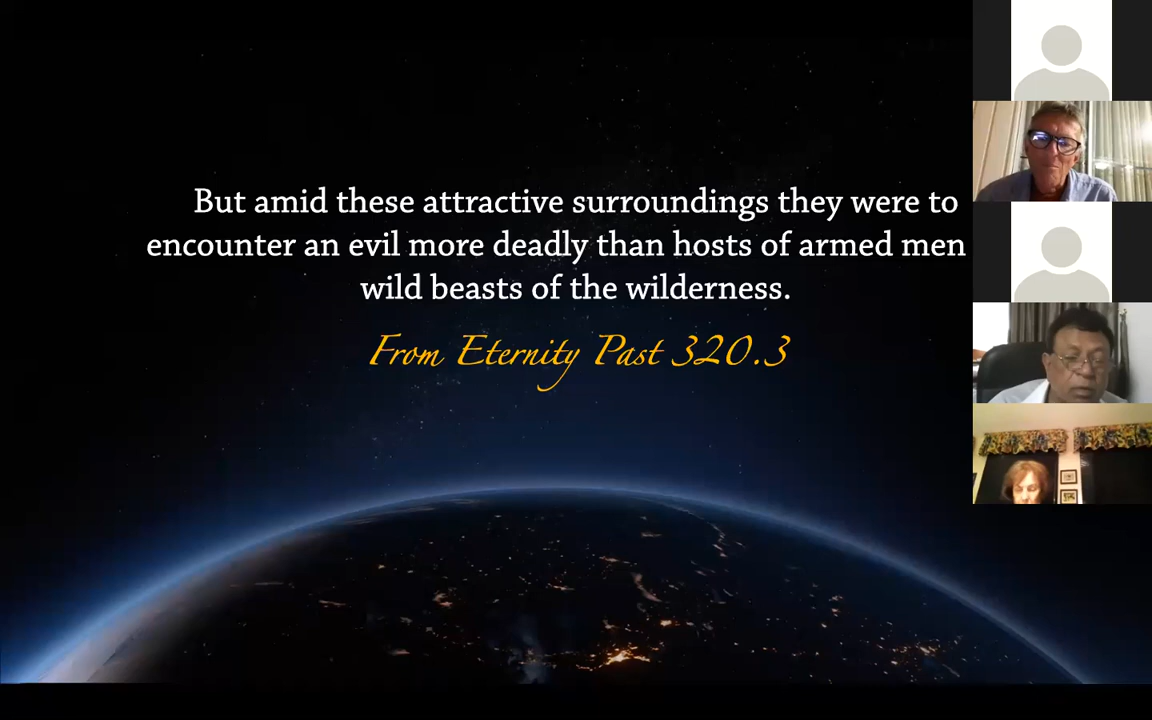 But amid these attractive surroundings they were to
encounter an evil more deadly than hosts of armed men
wild beasts of the wilderness.
From Eternity Past 320.3